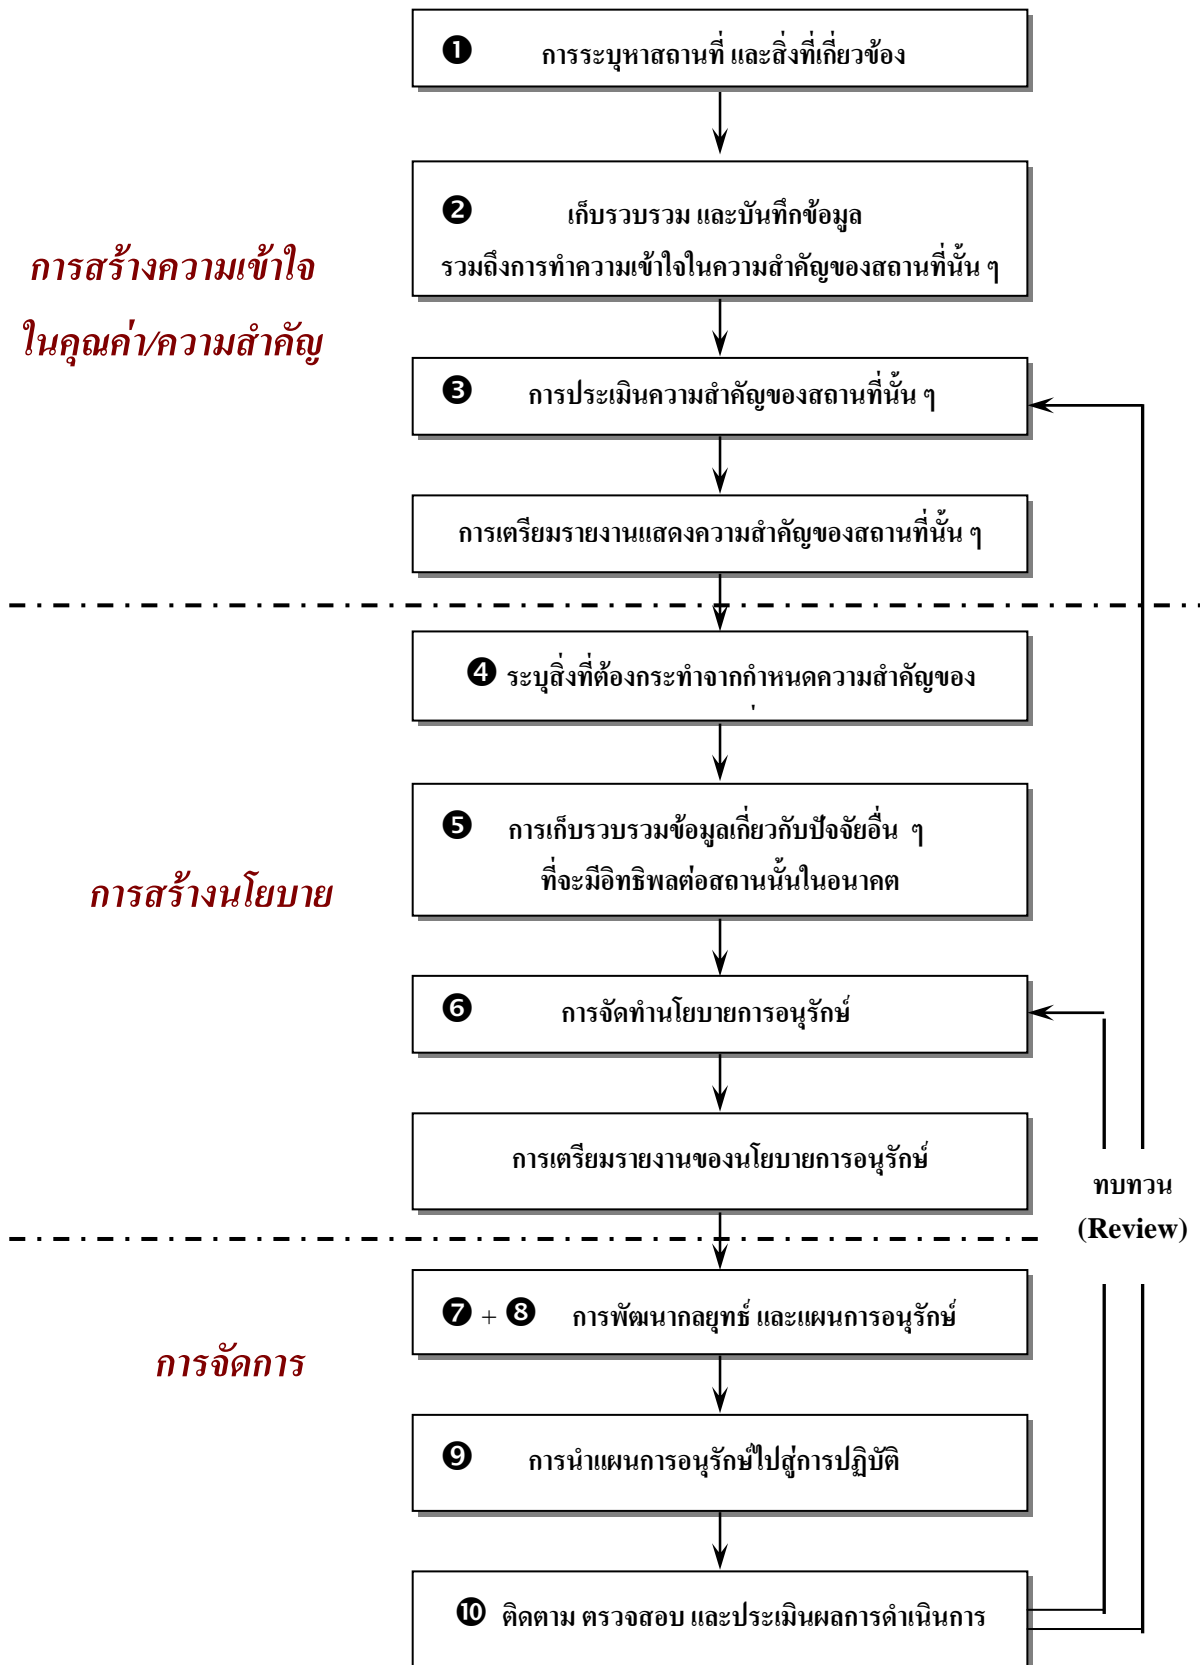 ❶ การระบุหาสถานที่ และสิ่งที่เกี่ยวข้อง
❷ เก็บรวบรวม และบันทึกข้อมูล
รวมถึงการทำความเข้าใจในความสำคัญของสถานที่นั้น ๆ
การสร้างความเข้าใจ
ในคุณค่า/ความสำคัญ
❸ การประเมินความสำคัญของสถานที่นั้น ๆ
การเตรียมรายงานแสดงความสำคัญของสถานที่นั้น ๆ
❹ ระบุสิ่งที่ต้องกระทำจากกำหนดความสำคัญของ
❺ การเก็บรวบรวมข้อมูลเกี่ยวกับปัจจัยอื่น ๆ
ที่จะมีอิทธิพลต่อสถานนั้นในอนาคต
การสร้างนโยบาย
❻ การจัดทำนโยบายการอนุรักษ์
การเตรียมรายงานของนโยบายการอนุรักษ์
ทบทวน
(Review)
❼ + ❽ การพัฒนากลยุทธ์ และแผนการอนุรักษ์
การจัดการ
❾ การนำแผนการอนุรักษ์ไปสู่การปฏิบัติ
❿ ติดตาม ตรวจสอบ และประเมินผลการดำเนินการ